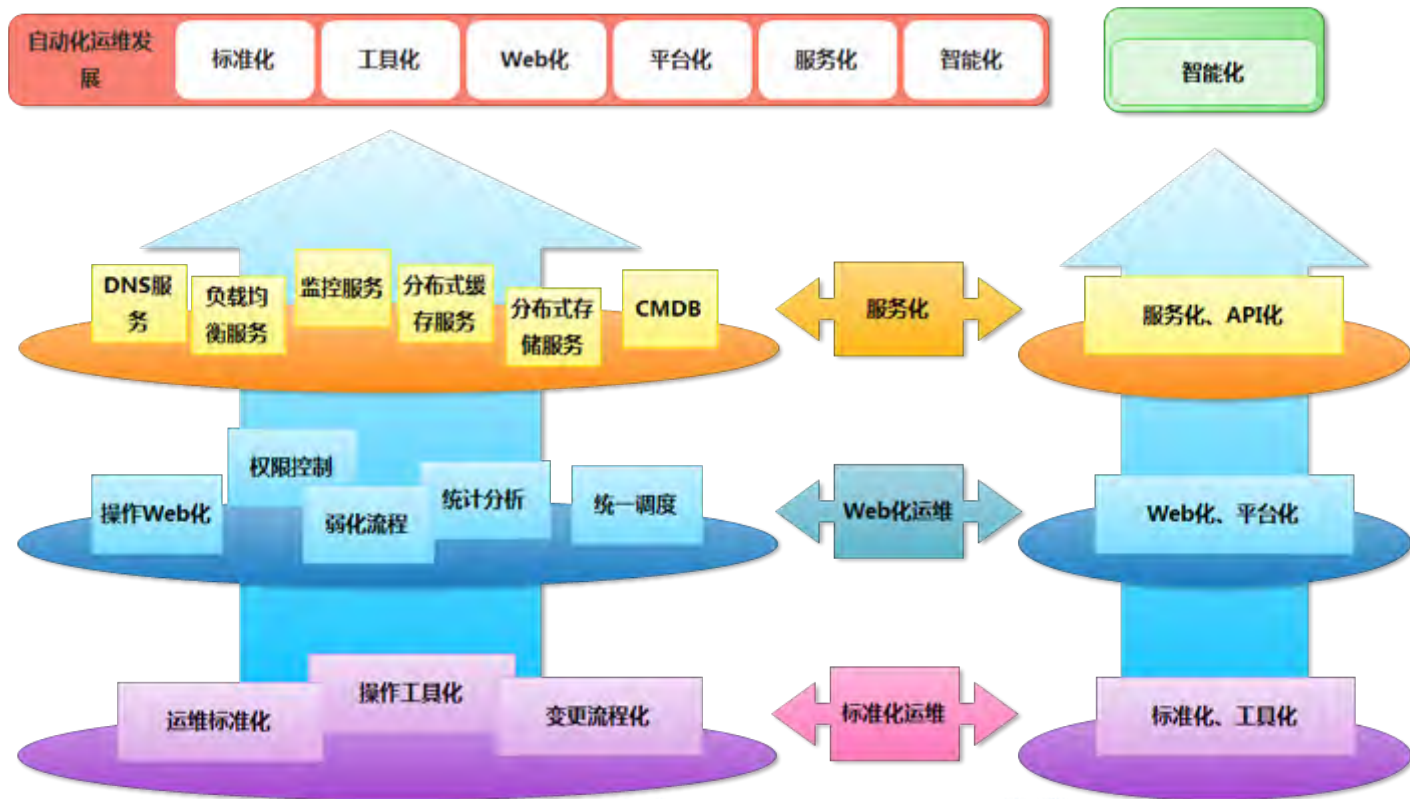 自动化运维发
展
标准化
工具化
Web化
平台化
服务化
智能化
智能化
DNS服
务
负载均
衡服务
监控服务
分布式缓
存服务
分布式存
储服务
CMDB
服务化
服务化、API化
操作Web化
权限控制
弱化流程
统计分析
统一调度
Web化运维
Web化、平台化
运维标准化
操作工具化
变更流程化
标准化运维
标准化、工具化